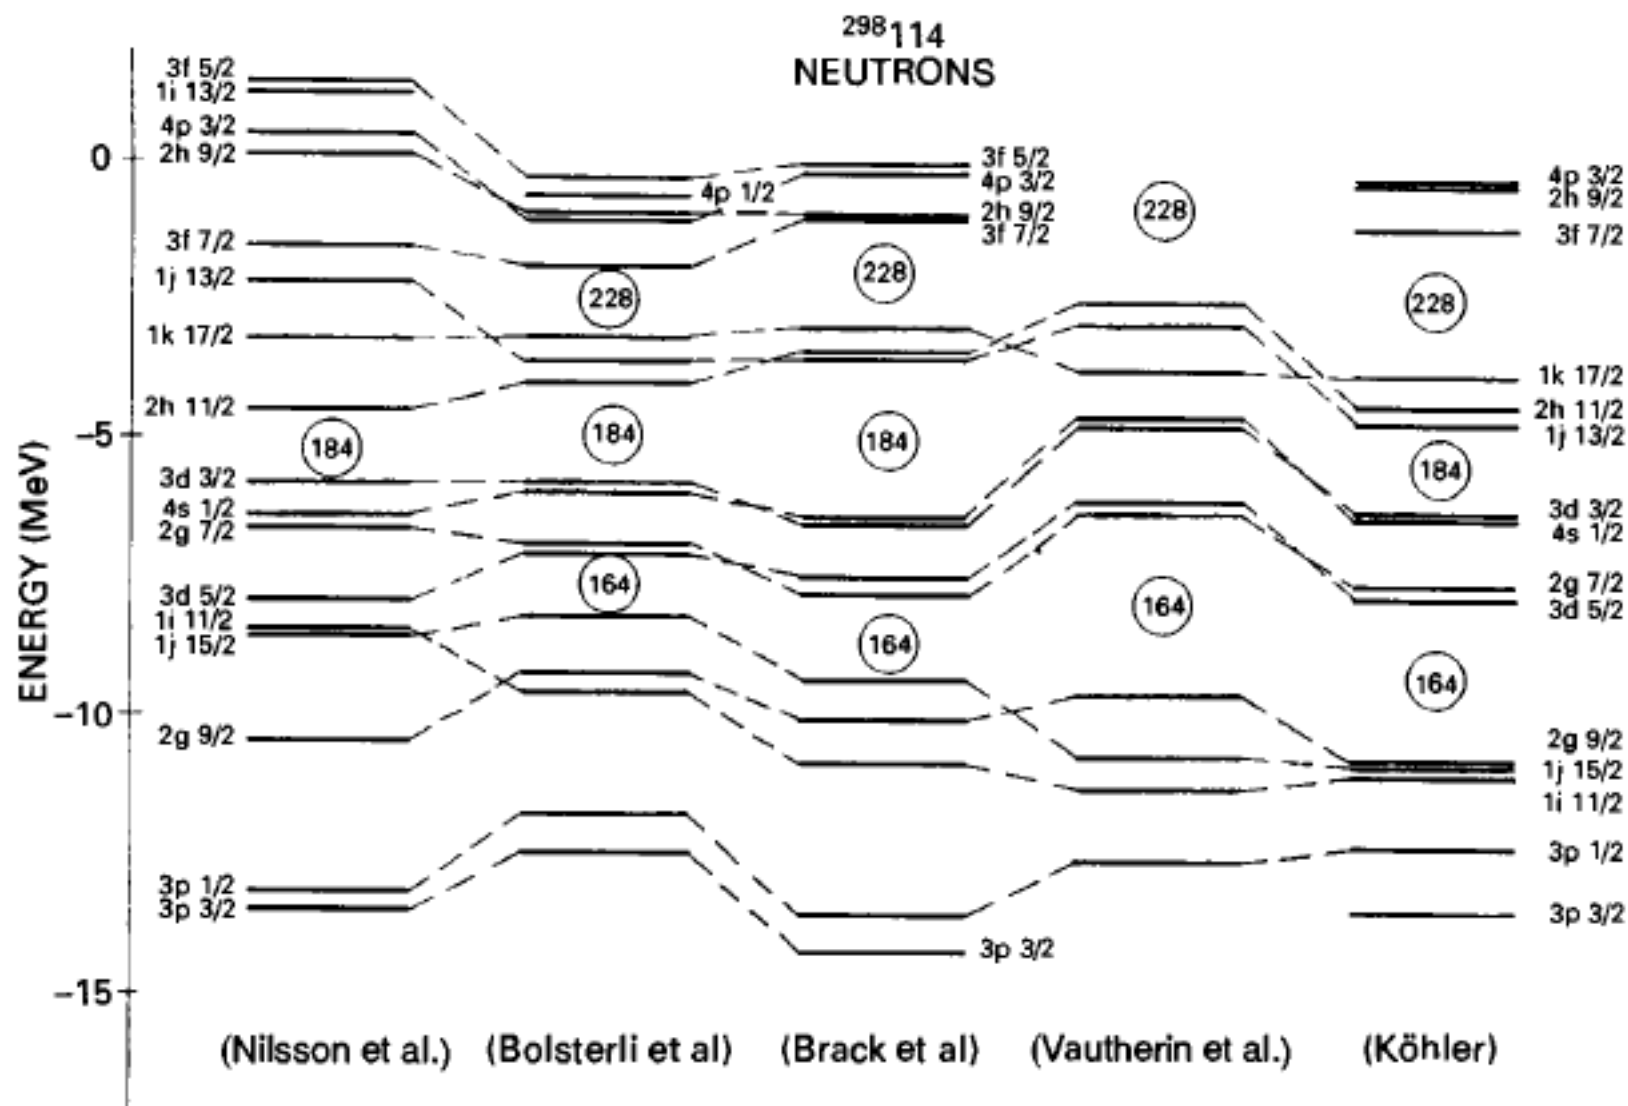 ²⁹⁸114
NEUTRONS
ENERGY (MeV)
0
−5
−10
−15
3f 5/2
1i 13/2
4p 3/2
2h 9/2
3f 7/2
1j 13/2
1k 17/2
2h 11/2
184
3d 3/2
4s 1/2
2g 7/2
3d 5/2
1i 11/2
1j 15/2
2g 9/2
3p 1/2
3p 3/2
4p 1/2
228
184
164
3f 5/2
4p 3/2
2h 9/2
3f 7/2
228
184
164
3p 3/2
228
164
4p 3/2
2h 9/2
3f 7/2
228
1k 17/2
2h 11/2
1j 13/2
184
3d 3/2
4s 1/2
2g 7/2
3d 5/2
164
2g 9/2
1j 15/2
1i 11/2
3p 1/2
3p 3/2
(Nilsson et al.) (Bolsterli et al) (Brack et al) (Vautherin et al.) (Köhler)